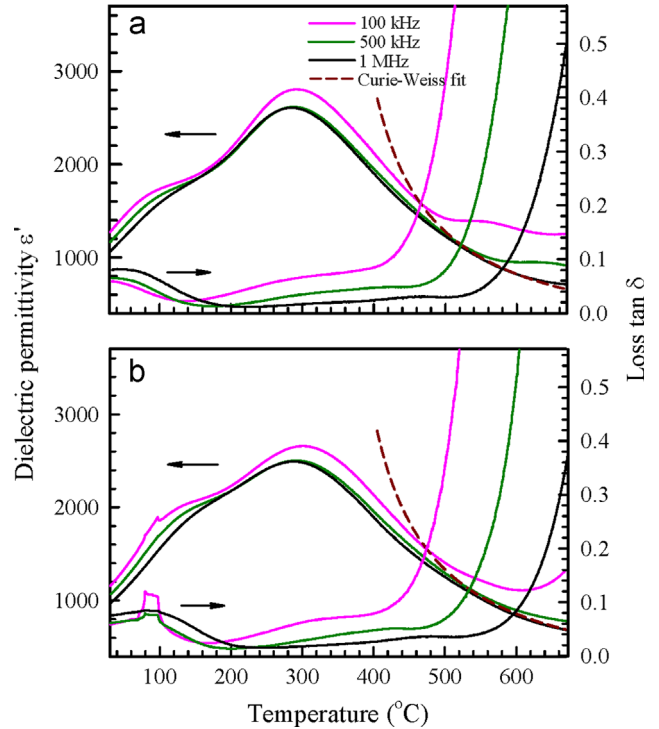 a
100 kHz
500 kHz
1 MHz
Curie-Weiss fit
3000
2000
1000
0.5
0.4
0.3
0.2
0.1
0.0
b
3000
2000
1000
0.5
0.4
0.3
0.2
0.1
0.0
100 200 300 400 500 600
Temperature (°C)
Dielectric permittivity ε'
Loss tan δ